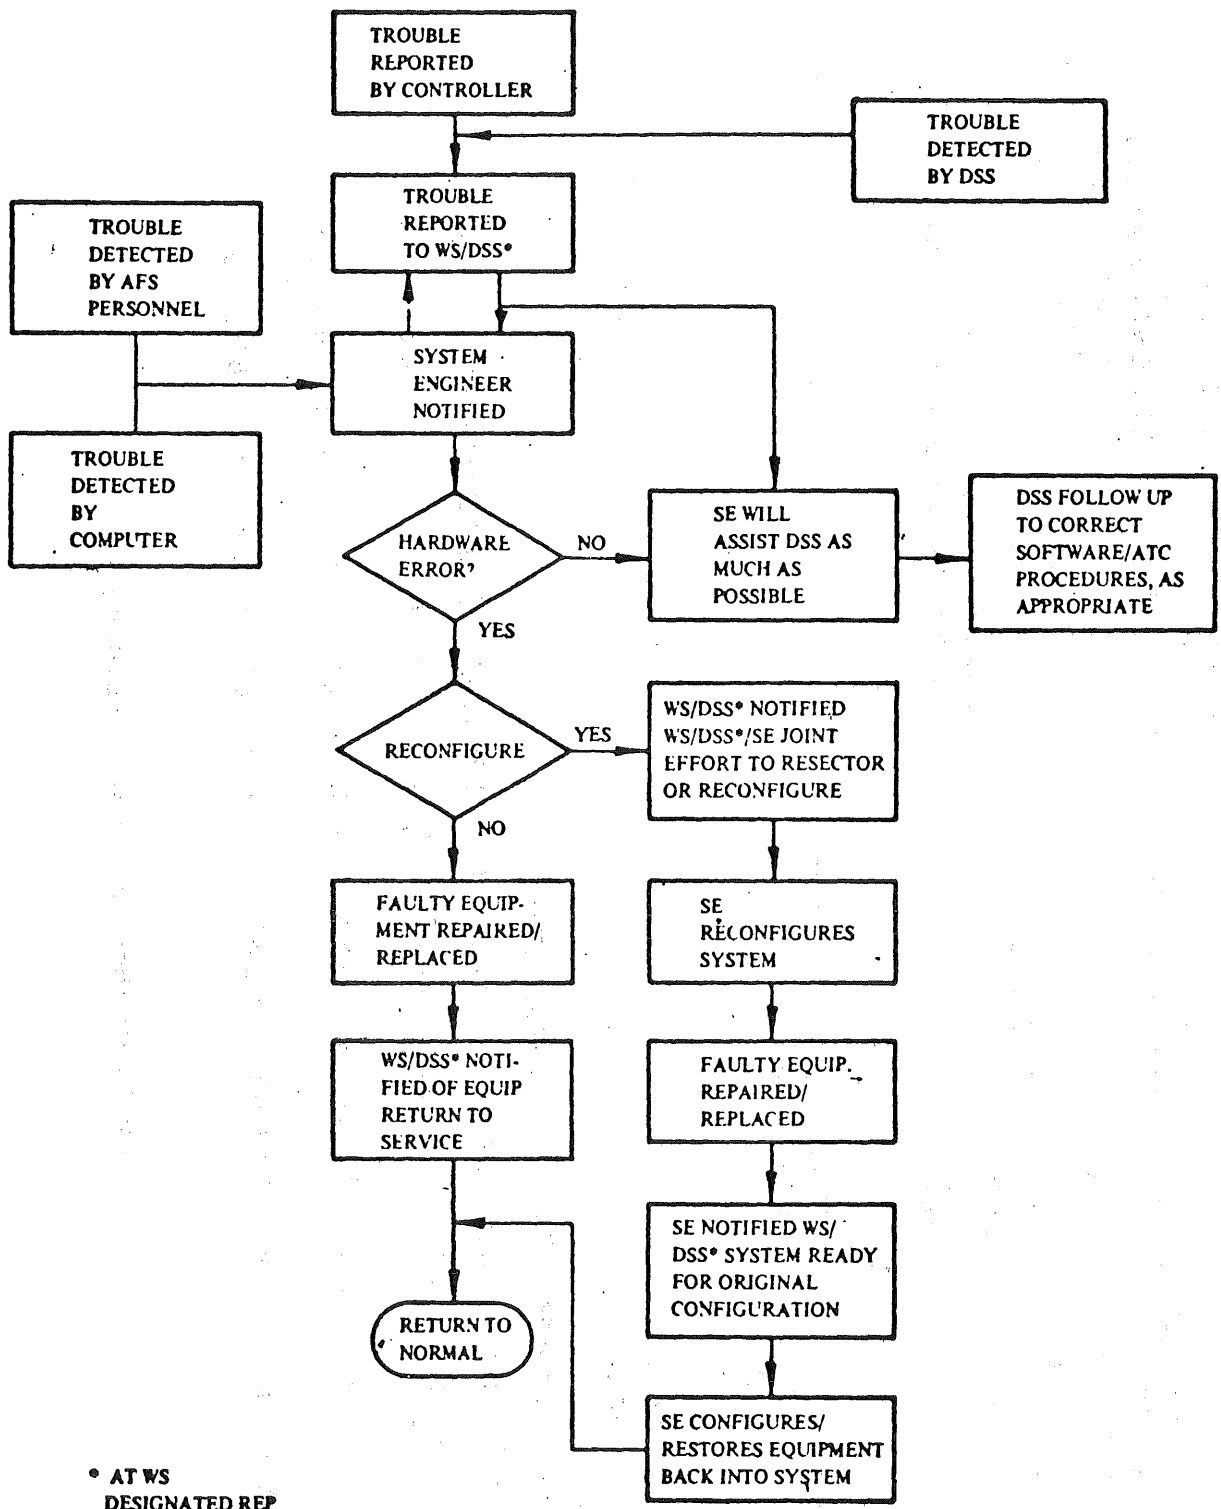 TROUBLE
REPORTED
BY CONTROLLER
TROUBLE
DETECTED
BY DSS
TROUBLE
REPORTED
TO WS/DSS*
TROUBLE
DETECTED
BY AFS
PERSONNEL
SYSTEM
ENGINEER
NOTIFIED
TROUBLE
DETECTED
BY
COMPUTER
HARDWARE
ERROR?
NO
YES
SE WILL
ASSIST DSS AS
MUCH AS
POSSIBLE
DSS FOLLOW UP
TO CORRECT
SOFTWARE/ATC
PROCEDURES, AS
APPROPRIATE
RECONFIGURE
YES
NO
WS/DSS* NOTIFIED
WS/DSS*/SE JOINT
EFFORT TO RESECTOR
OR RECONFIGURE
FAULTY EQUIP-
MENT REPAIRED/
REPLACED
SE
RECONFIGURES
SYSTEM
WS/DSS* NOTI-
FIED OF EQUIP
RETURN TO
SERVICE
FAULTY EQUIP.
REPAIRED/
REPLACED
SE NOTIFIED WS/
DSS* SYSTEM READY
FOR ORIGINAL
CONFIGURATION
RETURN TO
NORMAL
SE CONFIGURES/
RESTORES EQUIPMENT
BACK INTO SYSTEM
* AT WS
DESIGNATED REP